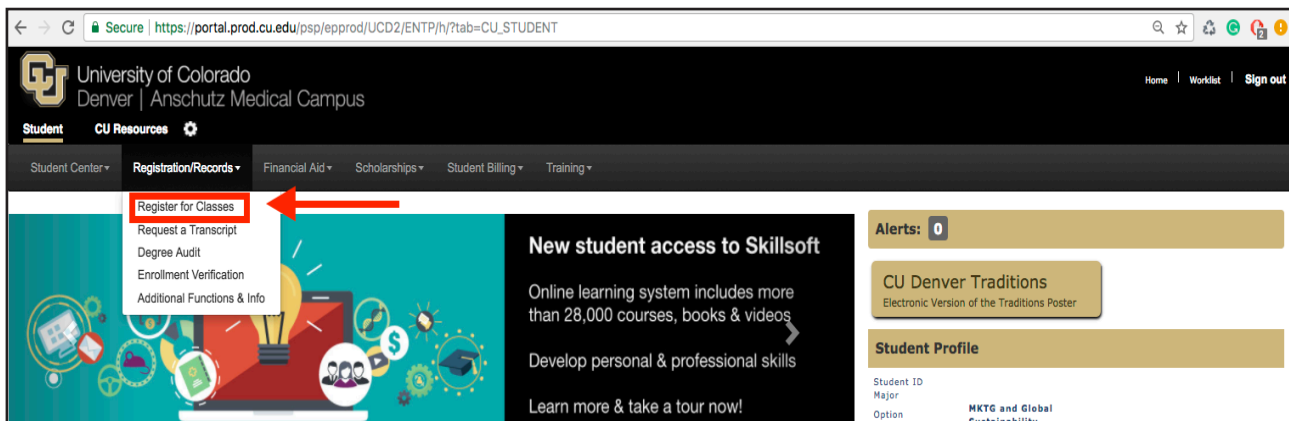 Secure | https://portal.prod.cu.edu/psp/epprod/UCD2/ENTP/h/?tab=CU_STUDENT
2
University of Colorado
Denver | Anschutz Medical Campus
Home | Worklist | Sign out
Student CU Resources
Student Center Registration/Records Financial Aid Scholarships Student Billing Training
Register for Classes
Request a Transcript
Degree Audit
Enrollment Verification
Additional Functions & Info
$
New student access to Skillsoft
Online learning system includes more
than 28,000 courses, books & videos
Develop personal & professional skills
Learn more & take a tour now!
Alerts: 0
CU Denver Traditions
Electronic Version of the Traditions Poster
Student Profile
Student ID
Major
Option MKTG and Global
Sustainability